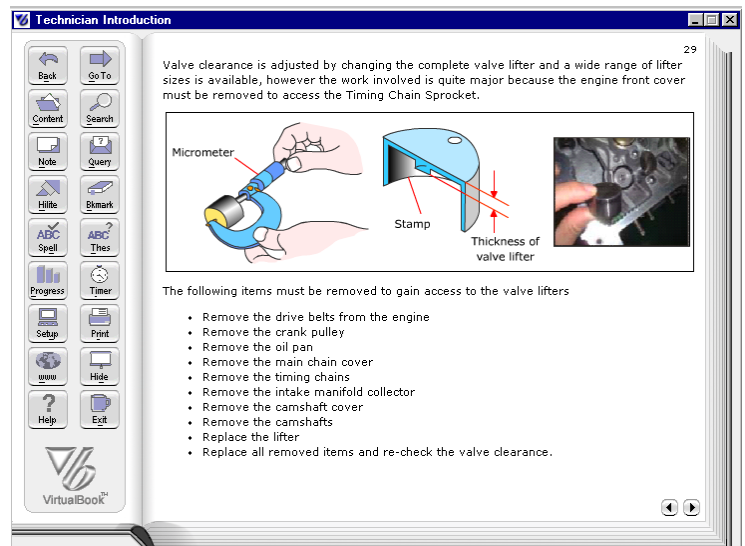 Technician Introduction
29
Back
Go To
Content
Search
Note
Query
Hilite
Bkmark
ABC
Spell
ABC?
Thes
Progress
Timer
Setup
Print
www
Hide
?
Help
Exit
VirtualBook™
Valve clearance is adjusted by changing the complete valve lifter and a wide range of lifter
sizes is available, however the work involved is quite major because the engine front cover
must be removed to access the Timing Chain Sprocket.
Micrometer
Stamp
Thickness of
valve lifter
The following items must be removed to gain access to the valve lifters
• Remove the drive belts from the engine
• Remove the crank pulley
• Remove the oil pan
• Remove the main chain cover
• Remove the timing chains
• Remove the intake manifold collector
• Remove the camshaft cover
• Remove the camshafts
• Replace the lifter
• Replace all removed items and re-check the valve clearance.